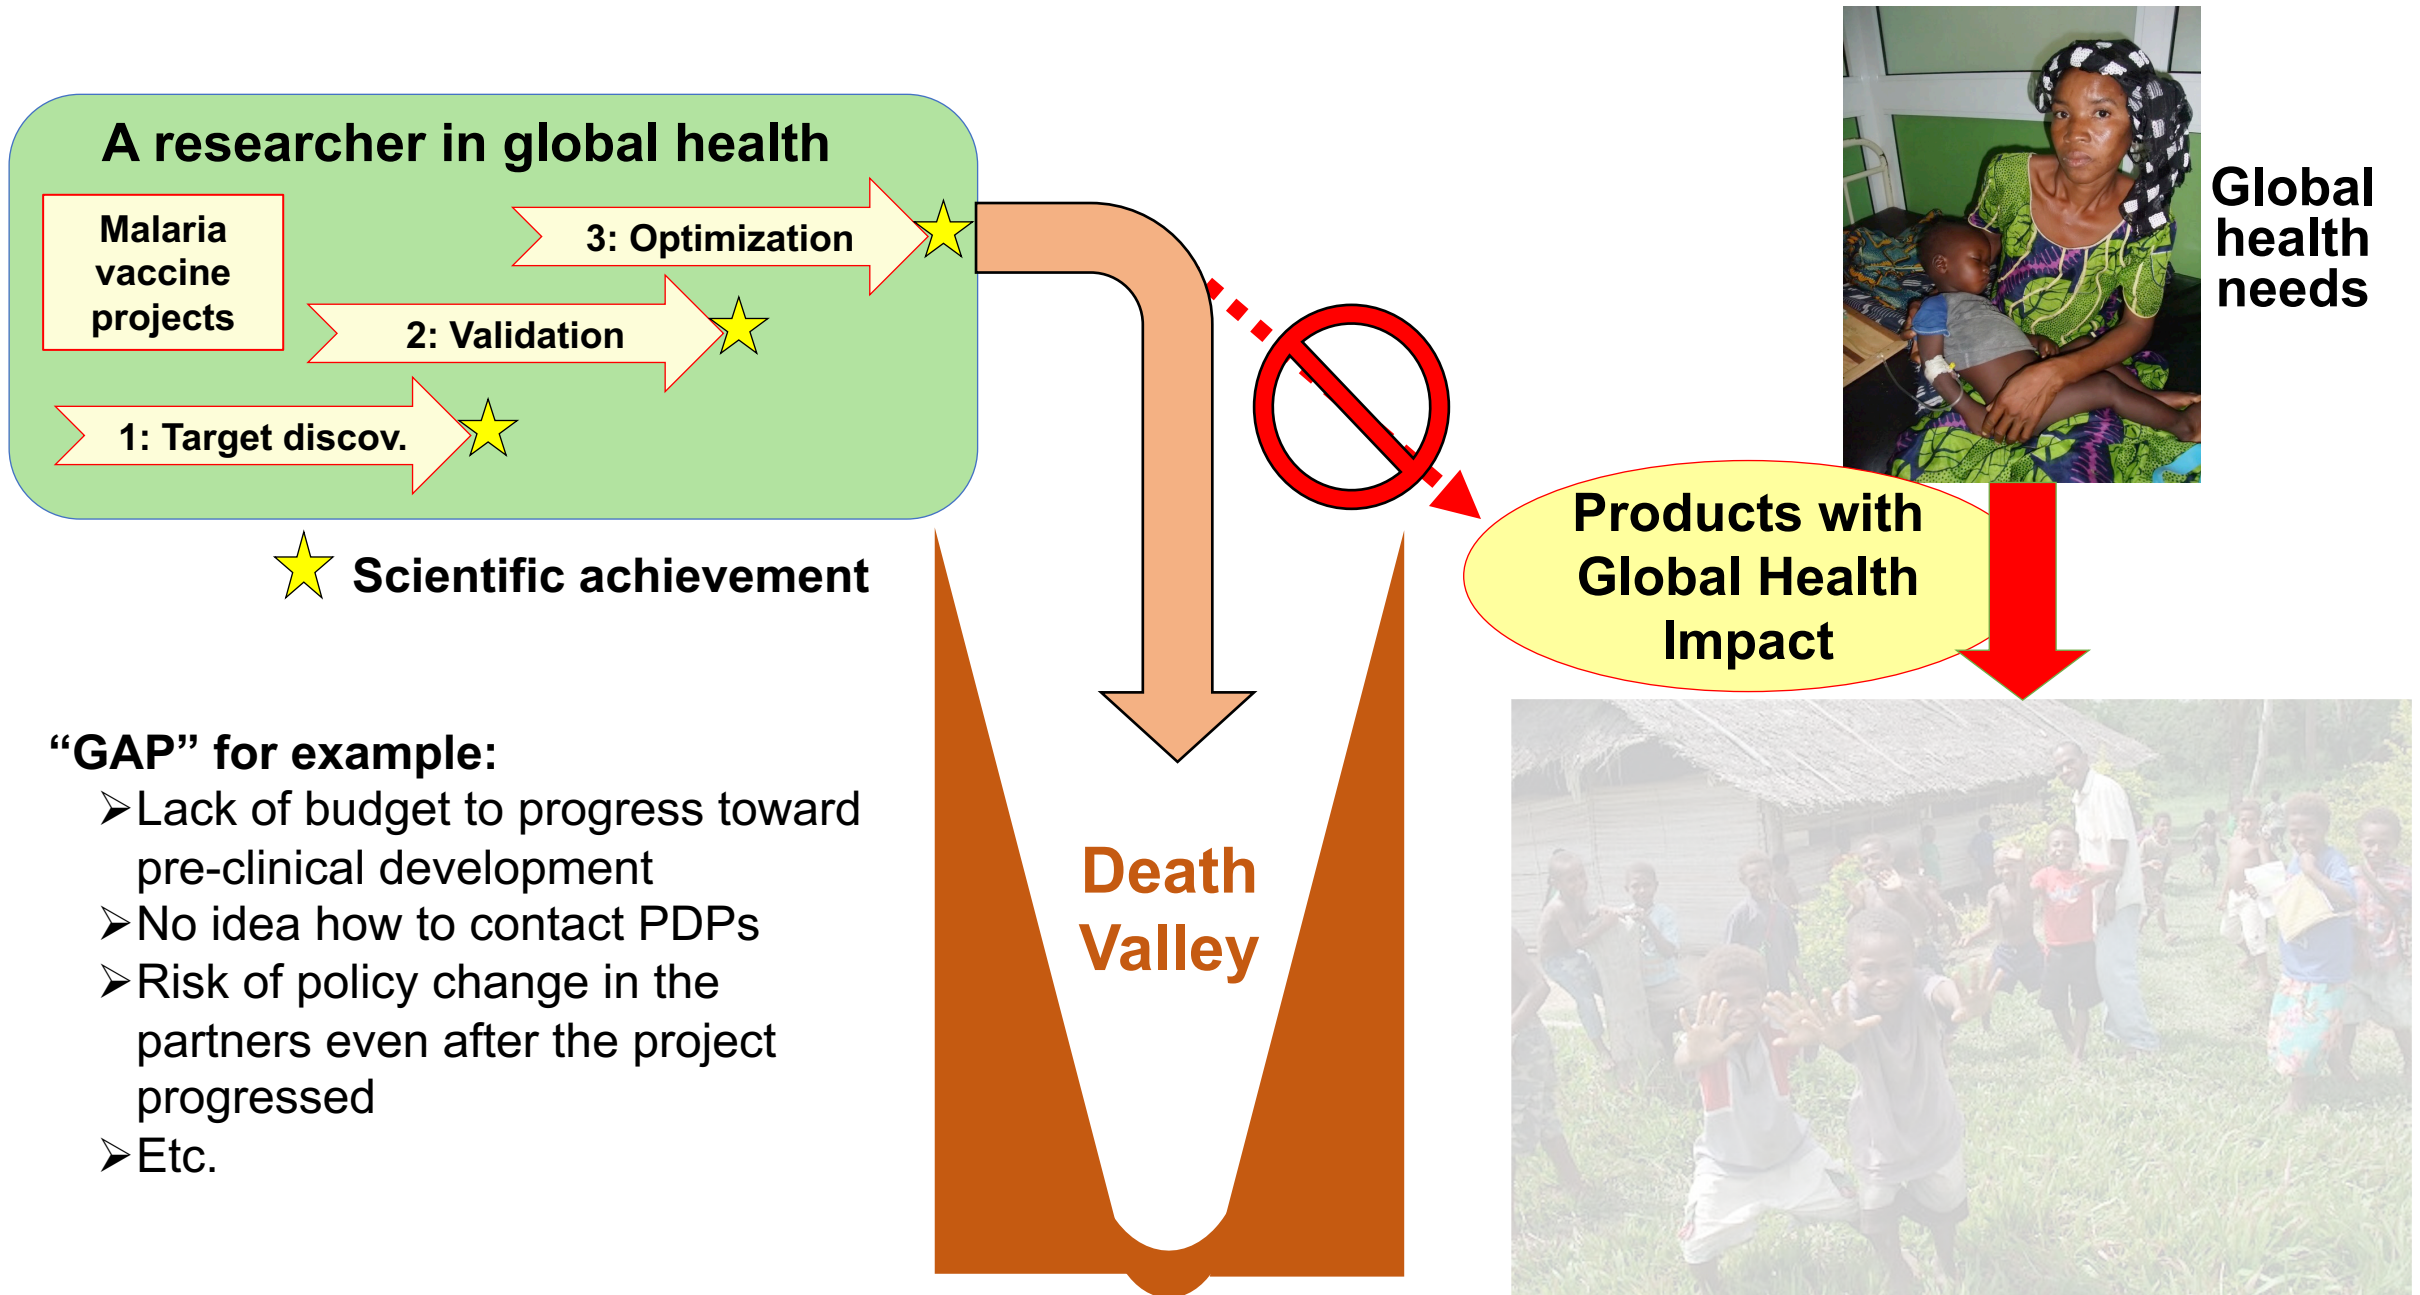 A researcher in global health
Malaria
vaccine
projects
3: Optimization
2: Validation
1: Target discov.
Scientific achievement
“GAP” for example:
➢Lack of budget to progress toward
pre-clinical development
➢No idea how to contact PDPs
➢Risk of policy change in the
partners even after the project
progressed
➢Etc.
Death
Valley
Global
health
needs
Products with
Global Health
Impact